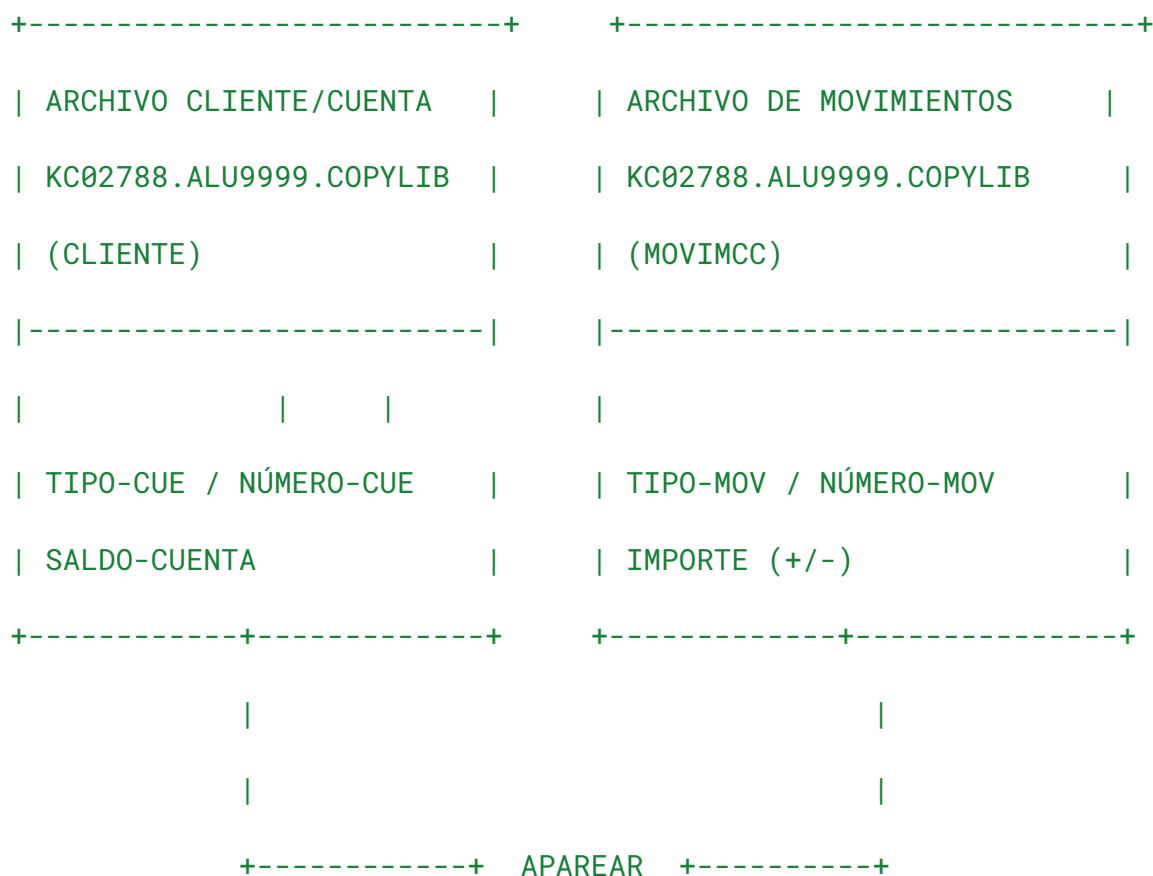 +---------------------------+     +-----------------------------+
| ARCHIVO CLIENTE/CUENTA   |     | ARCHIVO DE MOVIMIENTOS     |
| KC02788.ALU9999.COPYLIB  |     | KC02788.ALU9999.COPYLIB     |
| (CLIENTE)                |     | (MOVIMCC)                   |
|--------------------------|     |-----------------------------|
|              |     |           |
| TIPO-CUE / NÚMERO-CUE    |     | TIPO-MOV / NÚMERO-MOV       |
| SALDO-CUENTA             |     | IMPORTE (+/-)               |
+------------+-------------+     +-------------+---------------+
             |                                   |
             |                                   |
             +------------+  APAREAR  +----------+